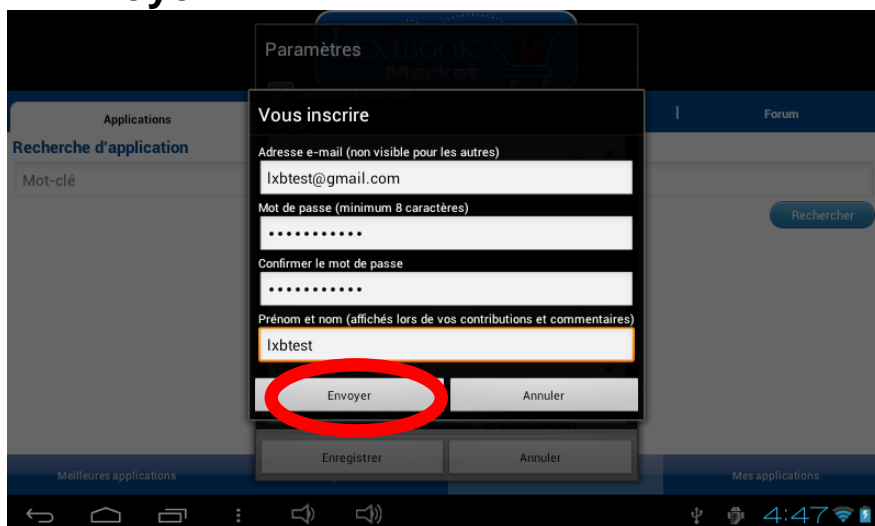 Paramètres
LEXIBOOK
Market
Vous inscrire
Applications
Forum
Recherche d'application
Adresse e-mail (non visible pour les autres)
Mot-clé
lxbtest@gmail.com
Mot de passe (minimum 8 caractères)
•••••••••••
Rechercher
Confirmer le mot de passe
•••••••••••
Prénom et nom (affichés lors de vos contributions et commentaires)
lxbtest
Envoyer
Annuler
Enregistrer
Annuler
Meilleures applications
Mes applications
4:47